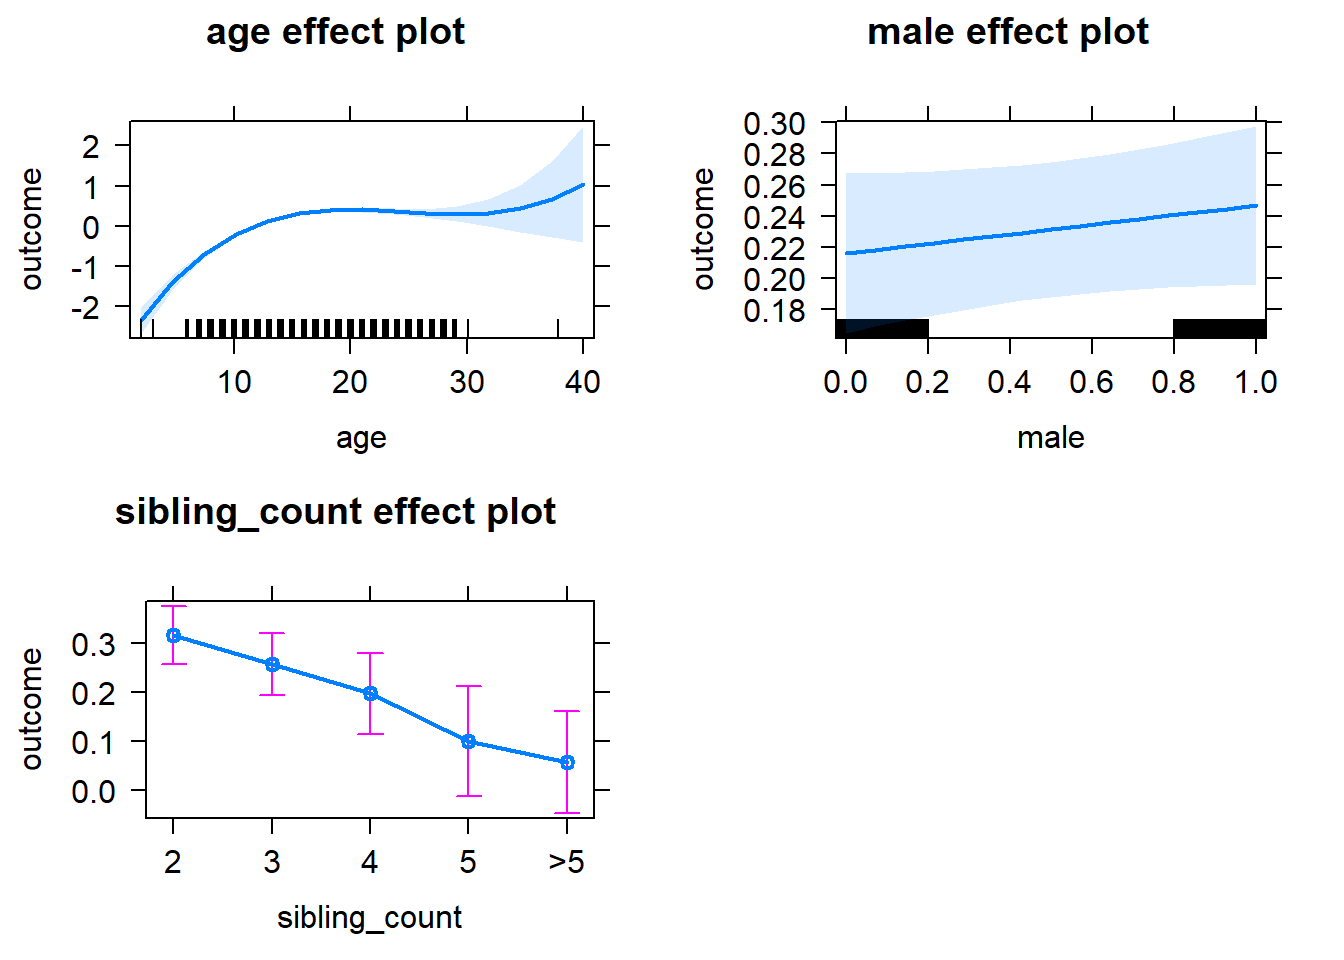 age effect plot
outcome
2
1
0
-1
-2
10 20 30 40
age
male effect plot
outcome
0.30
0.28
0.26
0.24
0.22
0.20
0.18
0.0 0.2 0.4 0.6 0.8 1.0
male
sibling_count effect plot
outcome
0.3
0.2
0.1
0.0
2 3 4 5 >5
sibling_count